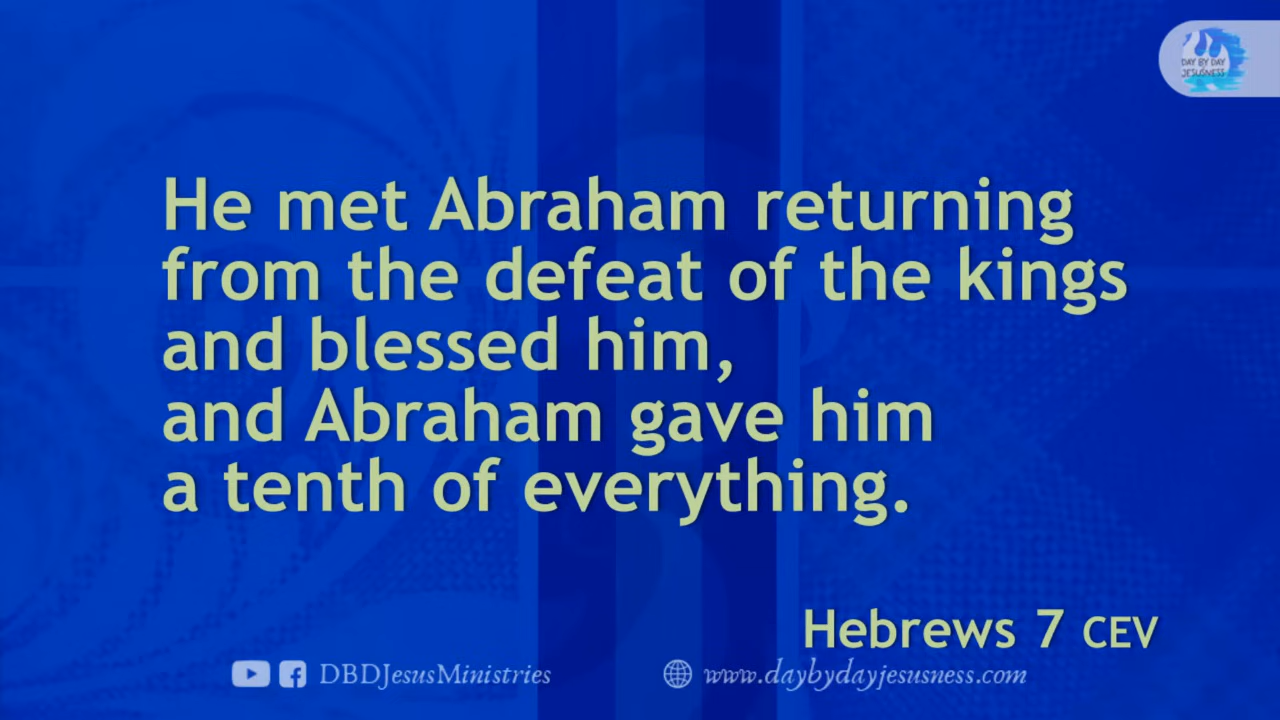 DAY BY DAY
JESUSNESS
He met Abraham returning
from the defeat of the kings
and blessed him,
and Abraham gave him
a tenth of everything.
Hebrews 7 CEV
DBDJesusMinistries
www.daybydayjesusness.com